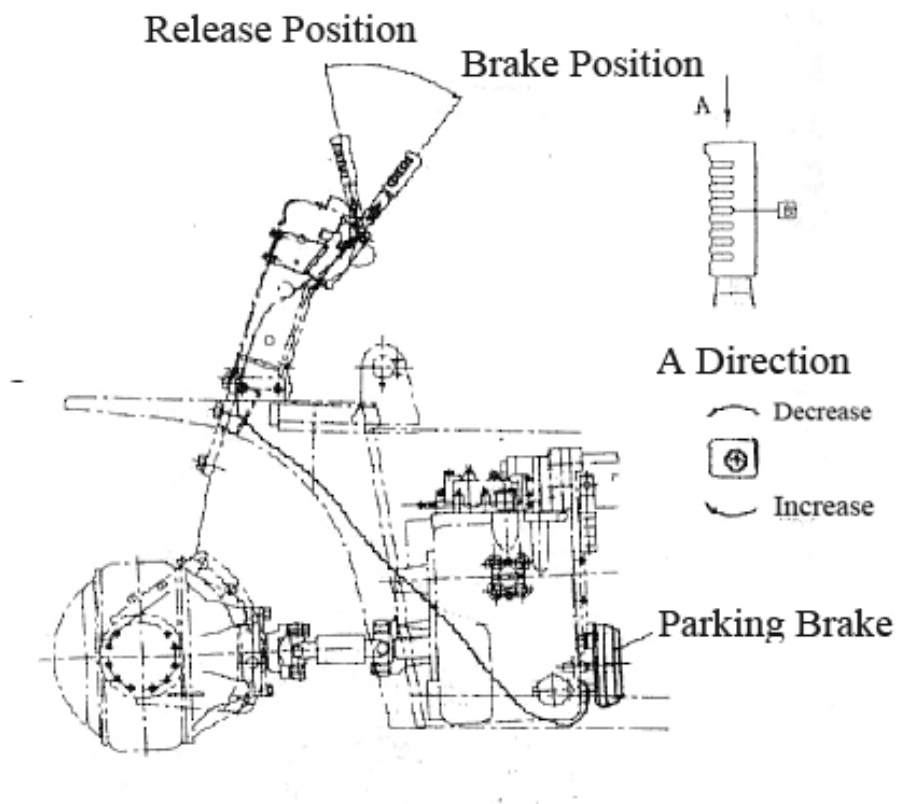 Release Position
Brake Position
A
A Direction
Decrease
Increase
Parking Brake